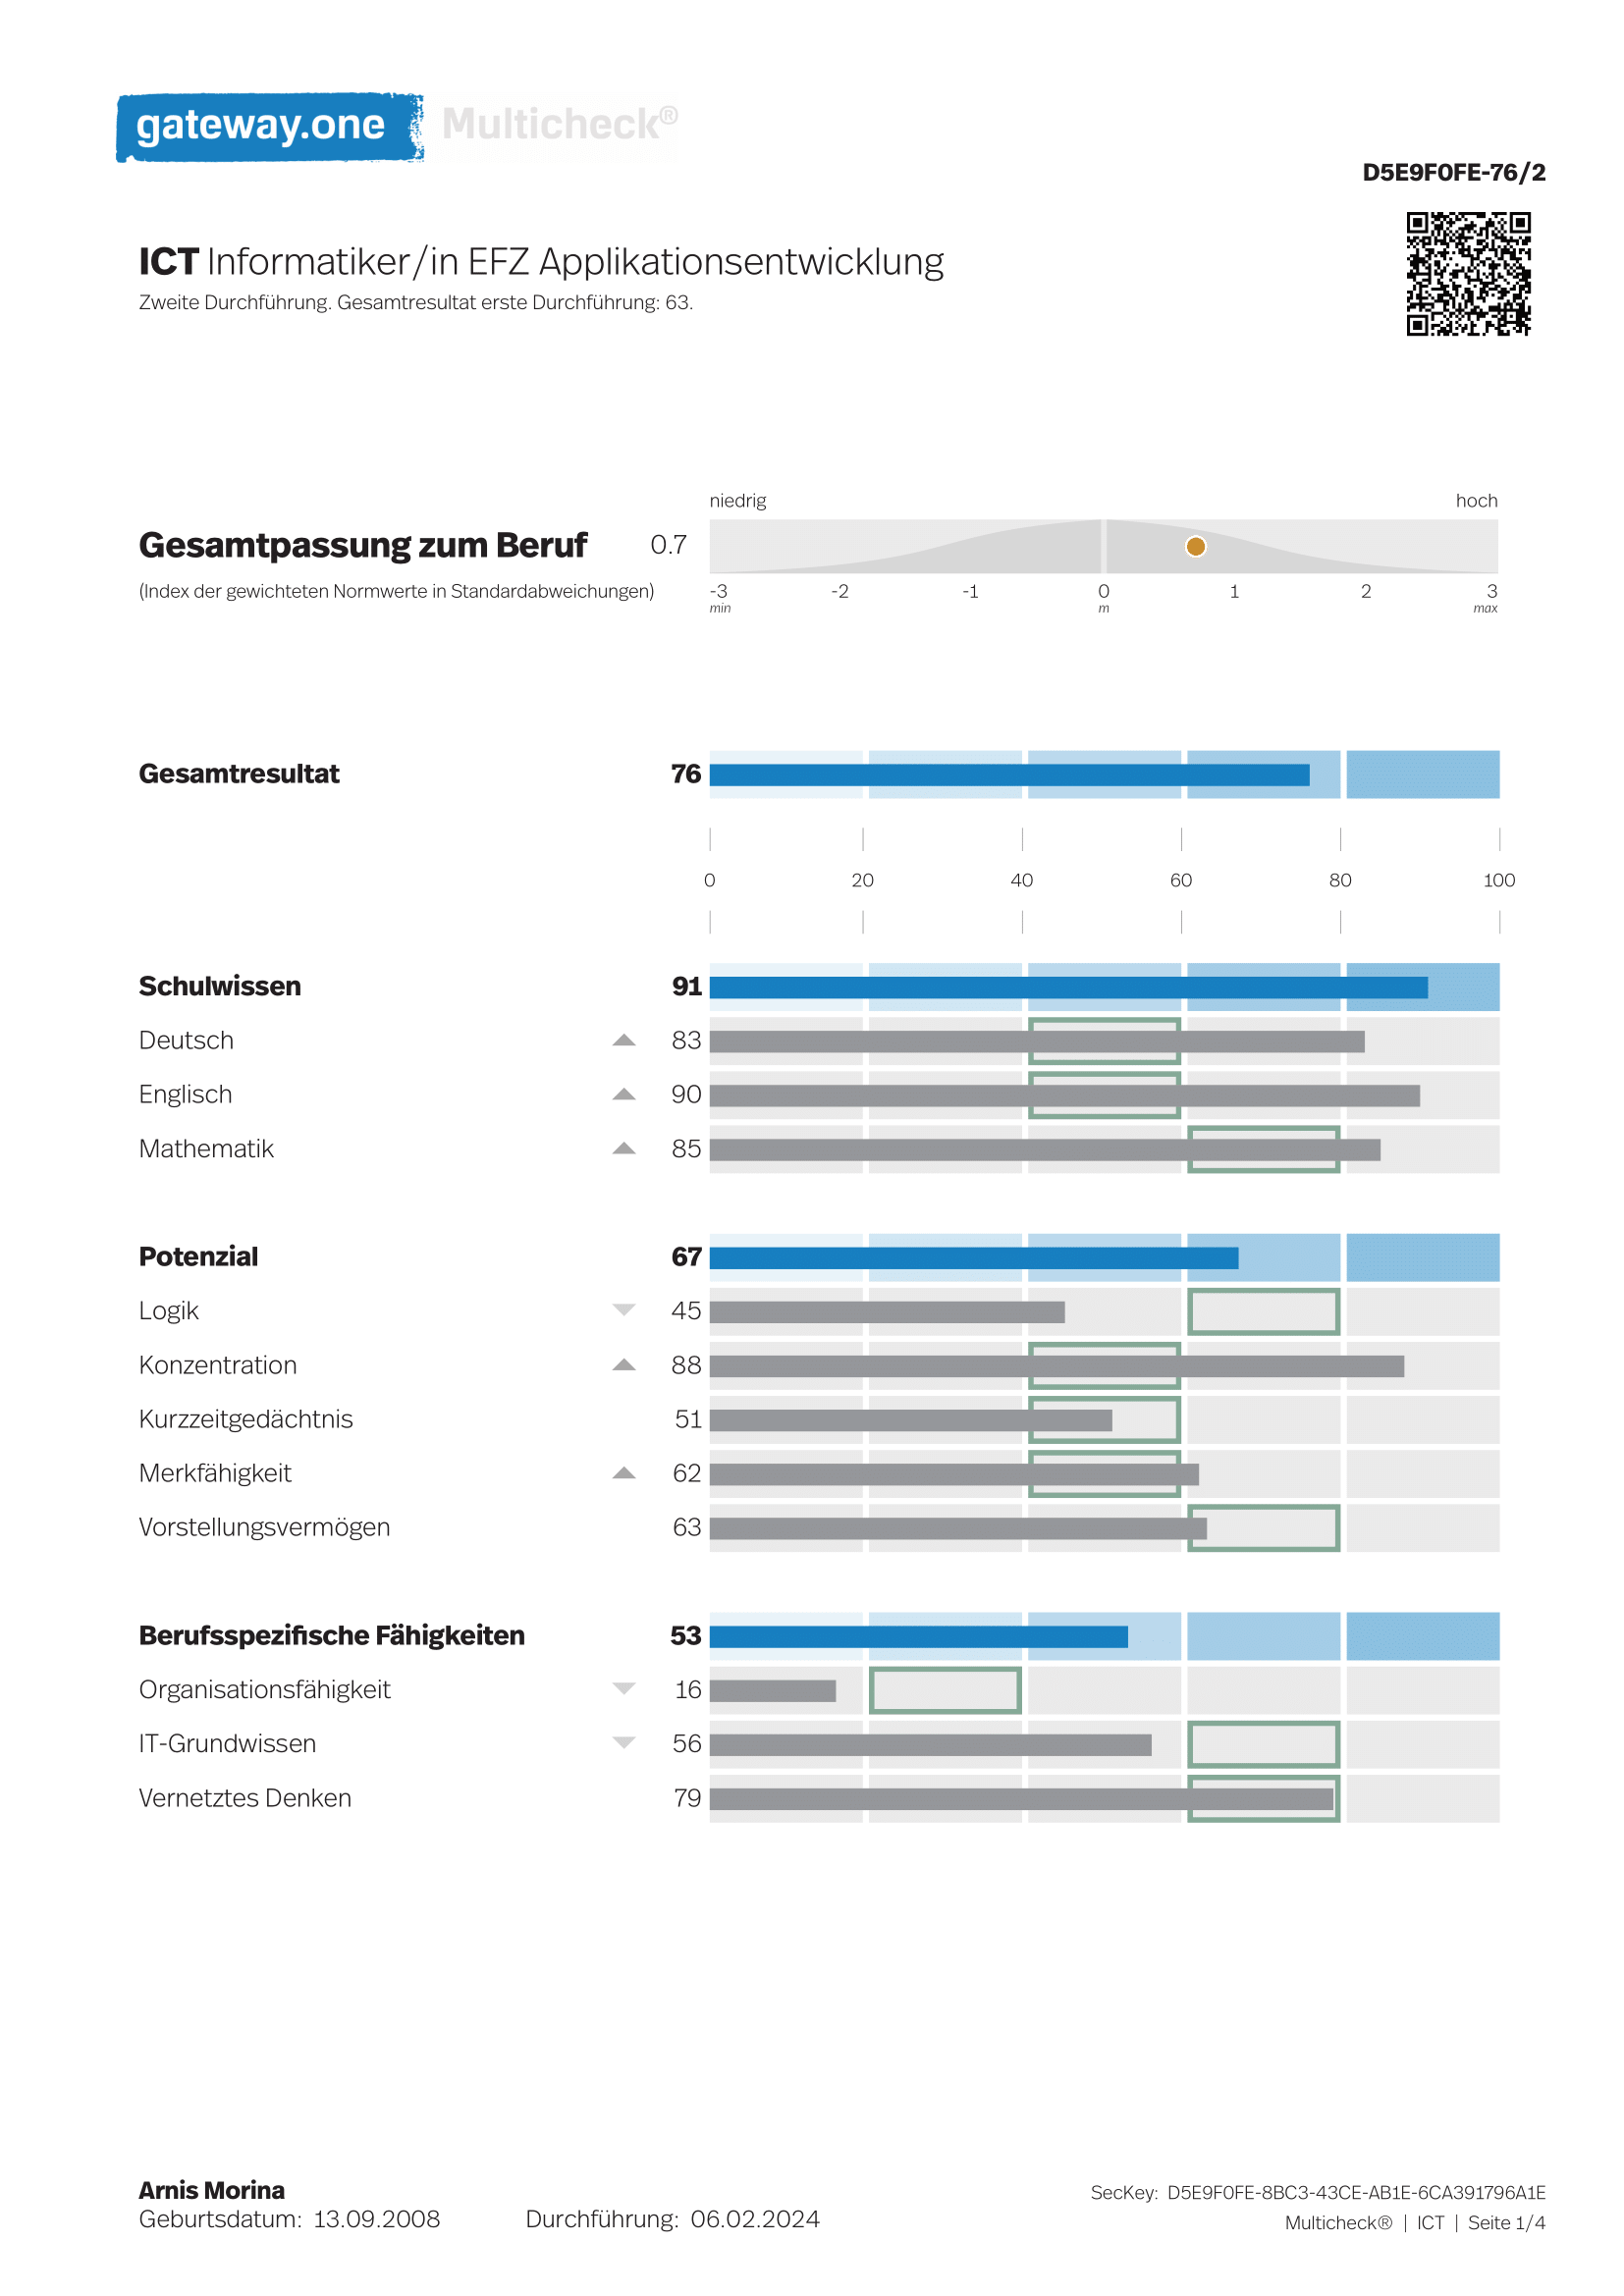 gateway.one Multicheck®
D5E9F0FE-76/2
ICT Informatiker/in EFZ Applikationsentwicklung
Zweite Durchführung. Gesamtresultat erste Durchführung: 63.
niedrig hoch
Gesamtpassung zum Beruf 0.7
(Index der gewichteten Normwerte in Standardabweichungen) -3 -2 -1 0 1 2 3
min m max
Gesamtresultat 76
0 20 40 60 80 100
Schulwissen 91
Deutsch 83
Englisch 90
Mathematik 85
Potenzial 67
Logik 45
Konzentration 88
Kurzzeitgedächtnis 51
Merkfähigkeit 62
Vorstellungsvermögen 63
Berufsspezifische Fähigkeiten 53
Organisationsfähigkeit 16
IT-Grundwissen 56
Vernetztes Denken 79
Arnis Morina
Geburtsdatum: 13.09.2008 Durchführung: 06.02.2024
SecKey: D5E9F0FE-8BC3-43CE-AB1E-6CA391796A1E
Multicheck® | ICT | Seite 1/4